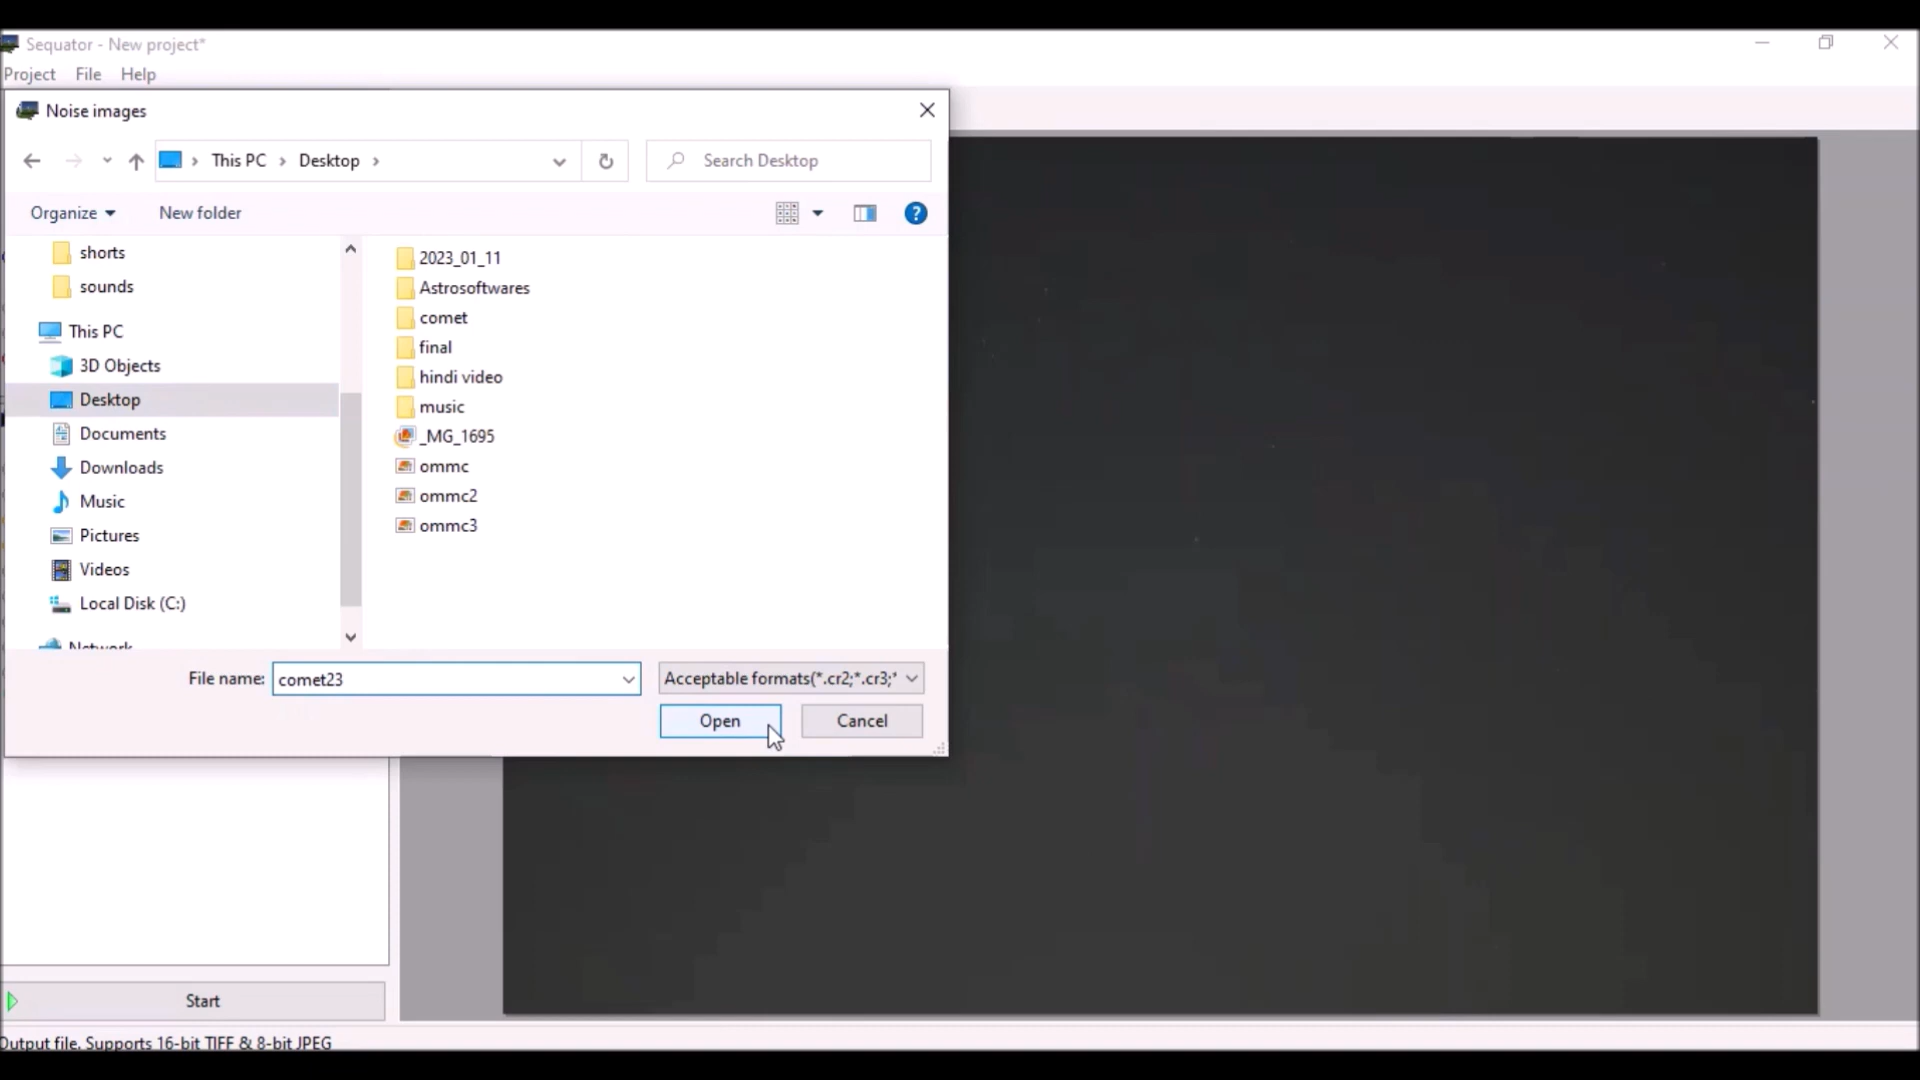 Sequator - New project*
Project File Help
Noise images
This PC Desktop
Search Desktop
Organize New folder
shorts
sounds
This PC
3D Objects
Desktop
Documents
Downloads
Music
Pictures
Videos
Local Disk (C:)
Network
2023_01_11
Astrosoftwares
comet
final
hindi video
music
_MG_1695
ommc
ommc2
ommc3
File name: comet23 Acceptable formats(*.cr2;*.cr3;*
Open Cancel
Start
Output file. Supports 16-bit TIFF & 8-bit JPEG